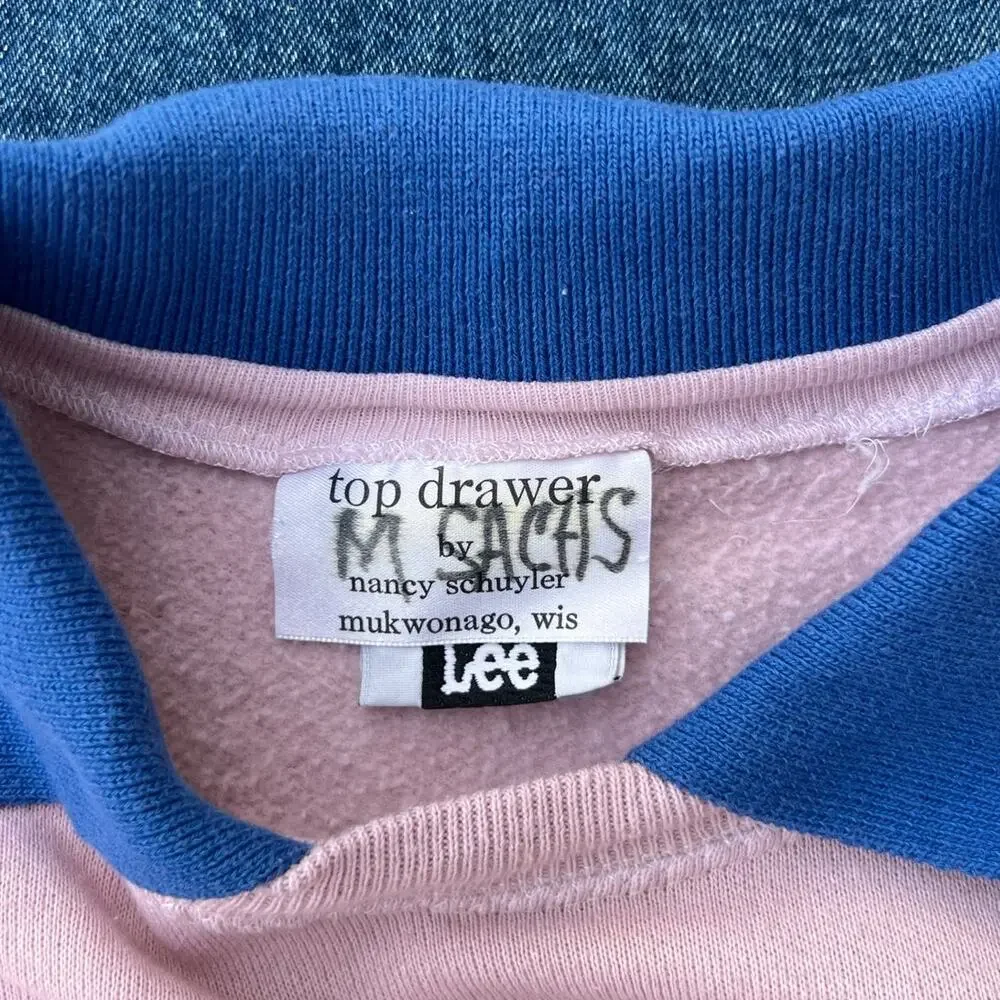 top drawer
M SACHS
by
nancy schuyler
mukwonago, wis
Lee